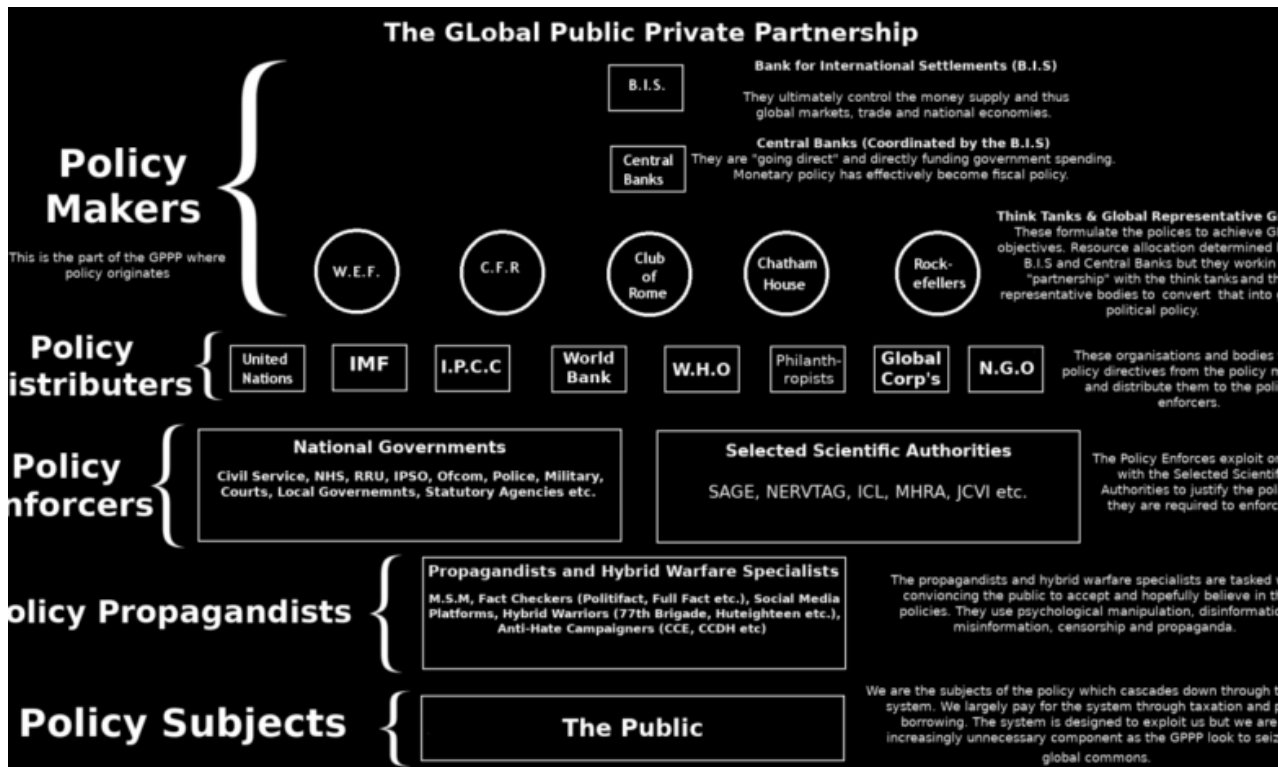 The GLobal Public Private Partnership
B.I.S.
Bank for International Settlements (B.I.S)
They ultimately control the money supply and thus
global markets, trade and national economies.
Policy
Makers
This is the part of the GPPP where
policy originates
Central
Banks
Central Banks (Coordinated by the B.I.S)
They are "going direct" and directly funding government spending.
Monetary policy has effectively become fiscal policy.
W.E.F.
C.F.R
Club
of
Rome
Chatham
House
Rock-
efellers
Think Tanks & Global Representative
These formulate the polices to achieve
objectives. Resource allocation determined
B.I.S and Central Banks but they workin
"partnership" with the think tanks and
representative bodies to convert that into
political policy.
Policy
istributers
United
Nations
IMF
I.P.C.C
World
Bank
W.H.O
Philanth-
ropists
Global
Corp's
N.G.O
These organisations and bodies
policy directives from the policy
and distribute them to the
enforcers.
Policy
nforcers
National Governments
Civil Service, NHS, RRU, IPSO, Ofcom, Police, Military,
Courts, Local Governemnts, Statutory Agencies etc.
Selected Scientific Authorities
SAGE, NERVTAG, ICL, MHRA, JCVI etc.
The Policy Enforces exploit or
with the Selected
Authorities to justify the
they are required to
olicy Propagandists
Propagandists and Hybrid Warfare Specialists
M.S.M, Fact Checkers (Politifact, Full Fact etc.), Social Media
Platforms, Hybrid Warriors (77th Brigade, Huteighteen etc.),
Anti-Hate Campaigners (CCE, CCDH etc)
The propagandists and hybrid warfare specialists are tasked
convioncing the public to accept and hopefully believe in
policies. They use psychological manipulation,
misinformation, censorship and propaganda.
Policy Subjects
The Public
We are the subjects of the policy which cascades down through
system. We largely pay for the system through taxation and
borrowing. The system is designed to exploit us but we are
increasingly unnecessary component as the GPPP look to
global commons.